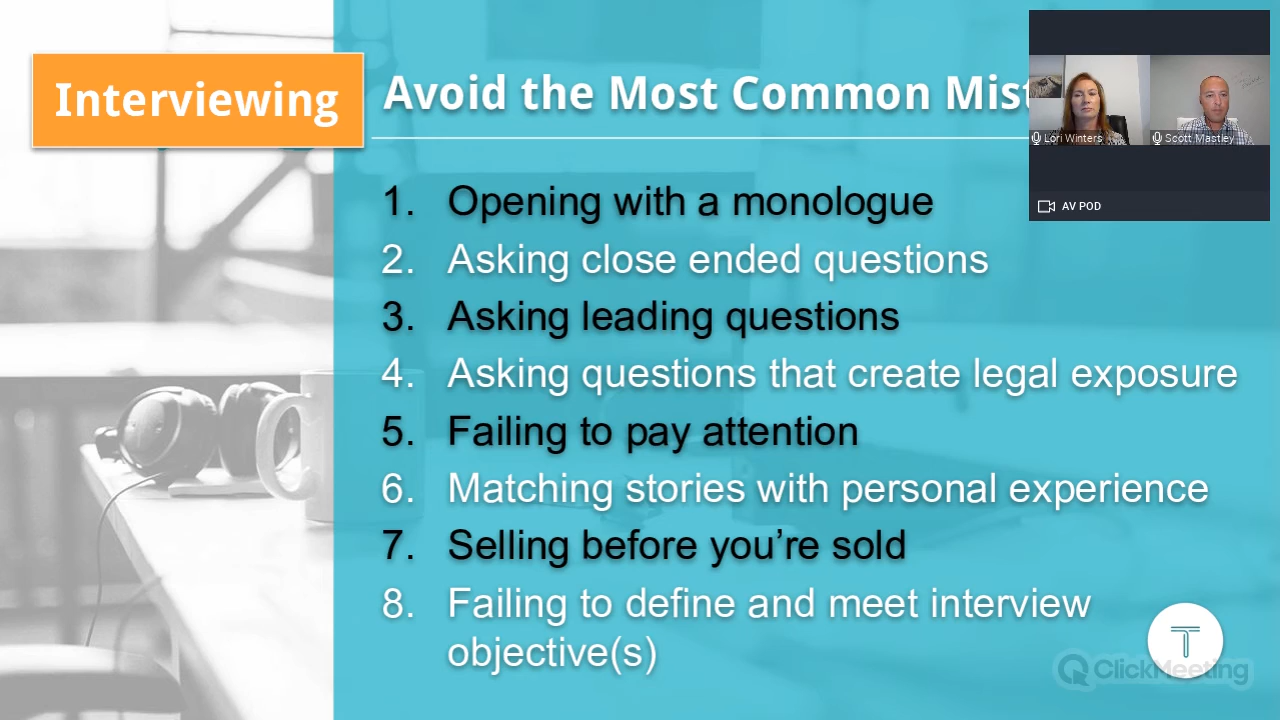 Interviewing
Avoid the Most Common
Lori Winters
Scott Mastley
AV POD
1. Opening with a monologue
2. Asking close ended questions
3. Asking leading questions
4. Asking questions that create legal exposure
5. Failing to pay attention
6. Matching stories with personal experience
7. Selling before you’re sold
8. Failing to define and meet interview
objective(s)
T
ClickMeeting